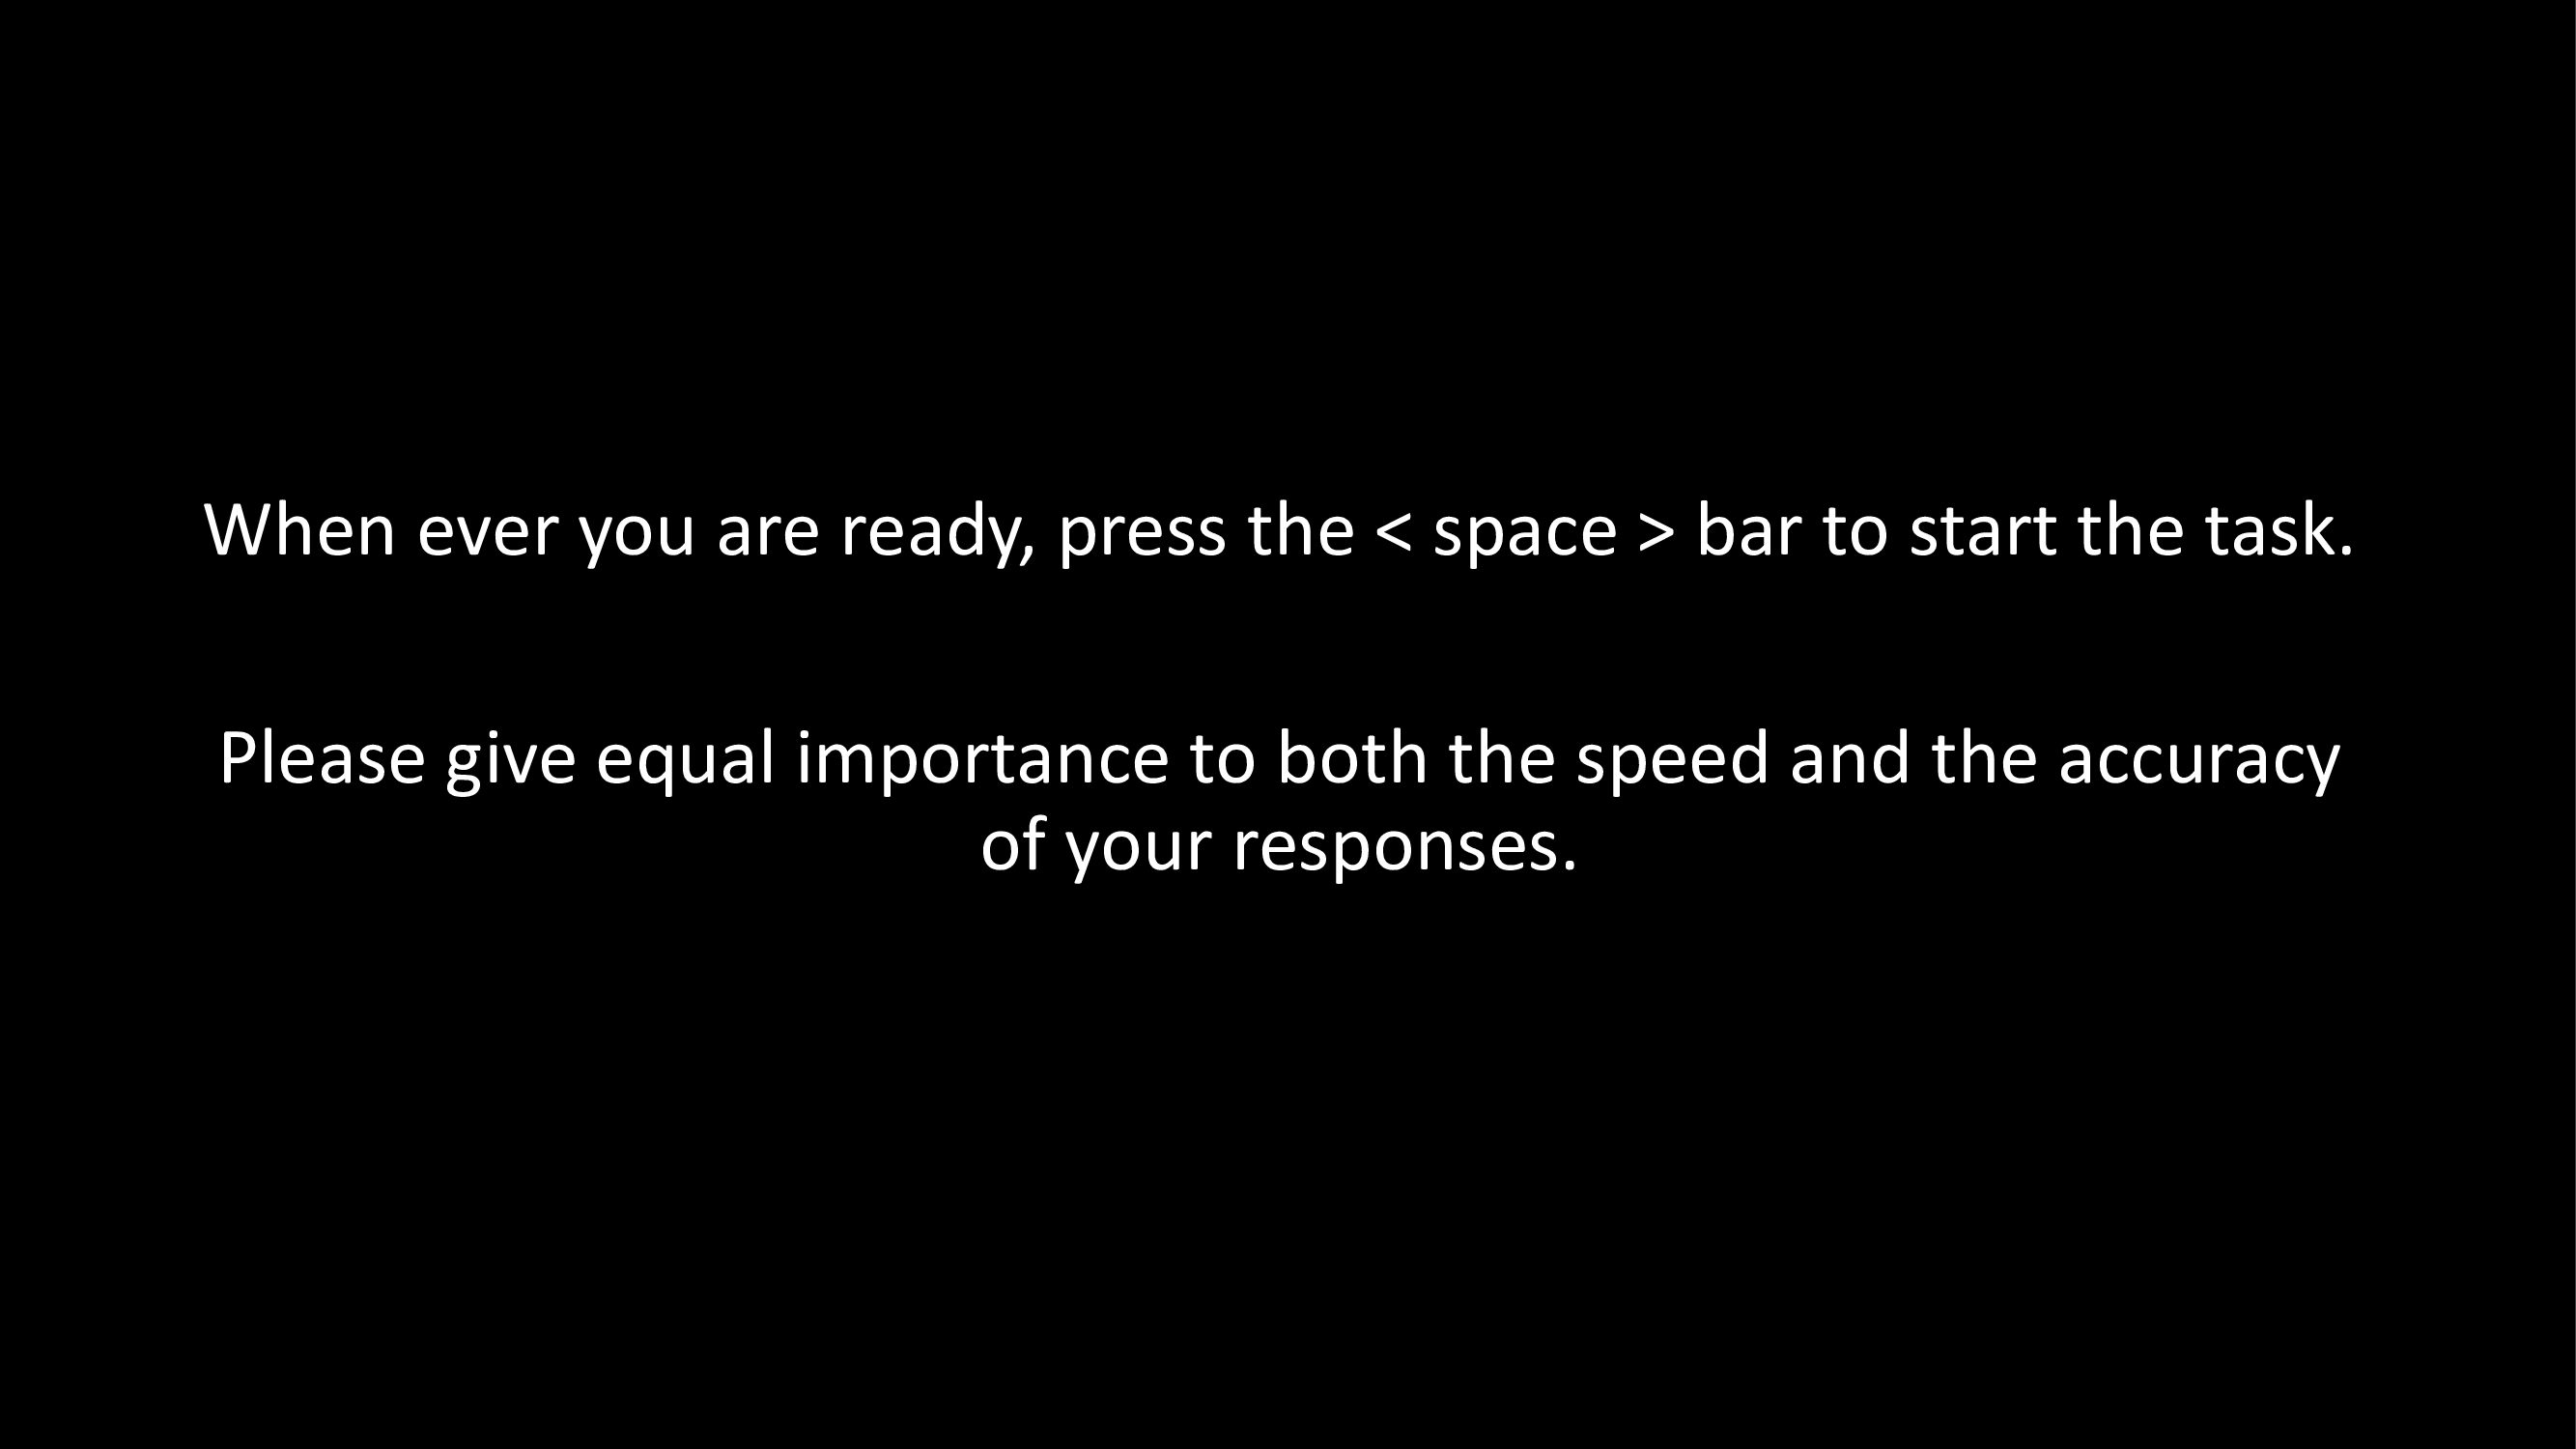 When ever you are ready, press the < space > bar to start the task.
Please give equal importance to both the speed and the accuracy
of your responses.